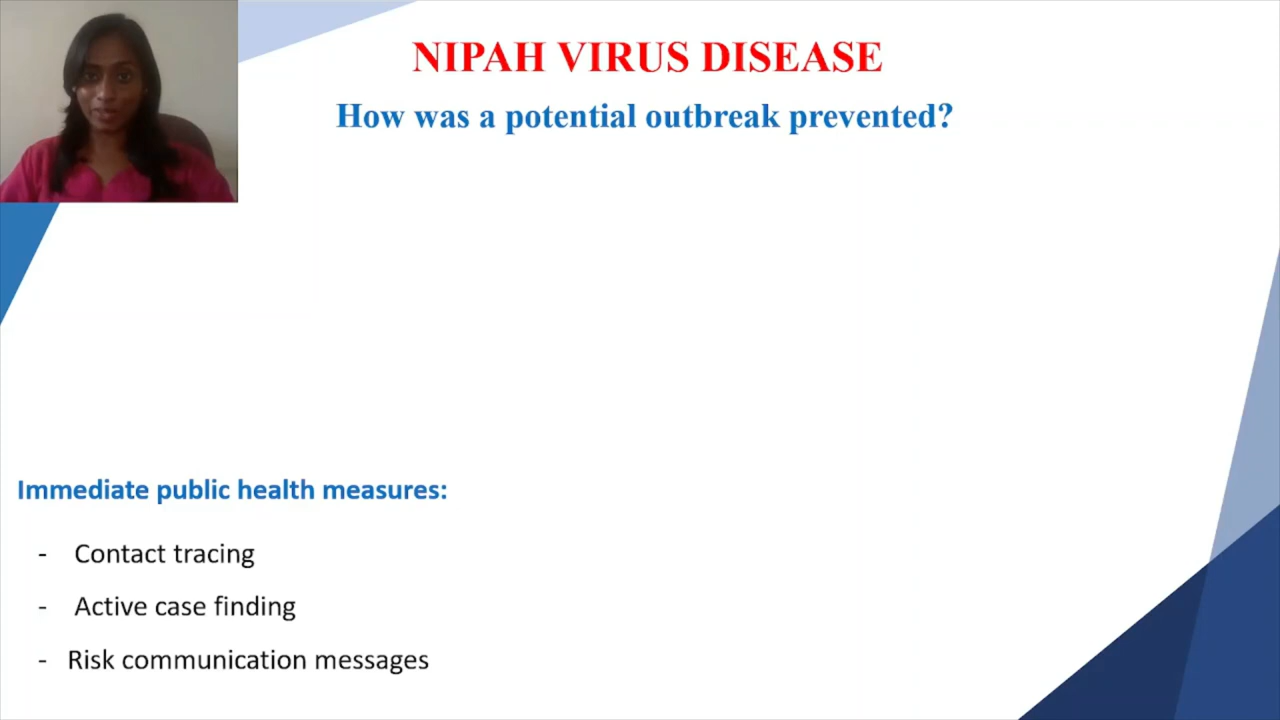 NIPAH VIRUS DISEASE
How was a potential outbreak prevented?
Immediate public health measures:
- Contact tracing
- Active case finding
- Risk communication messages